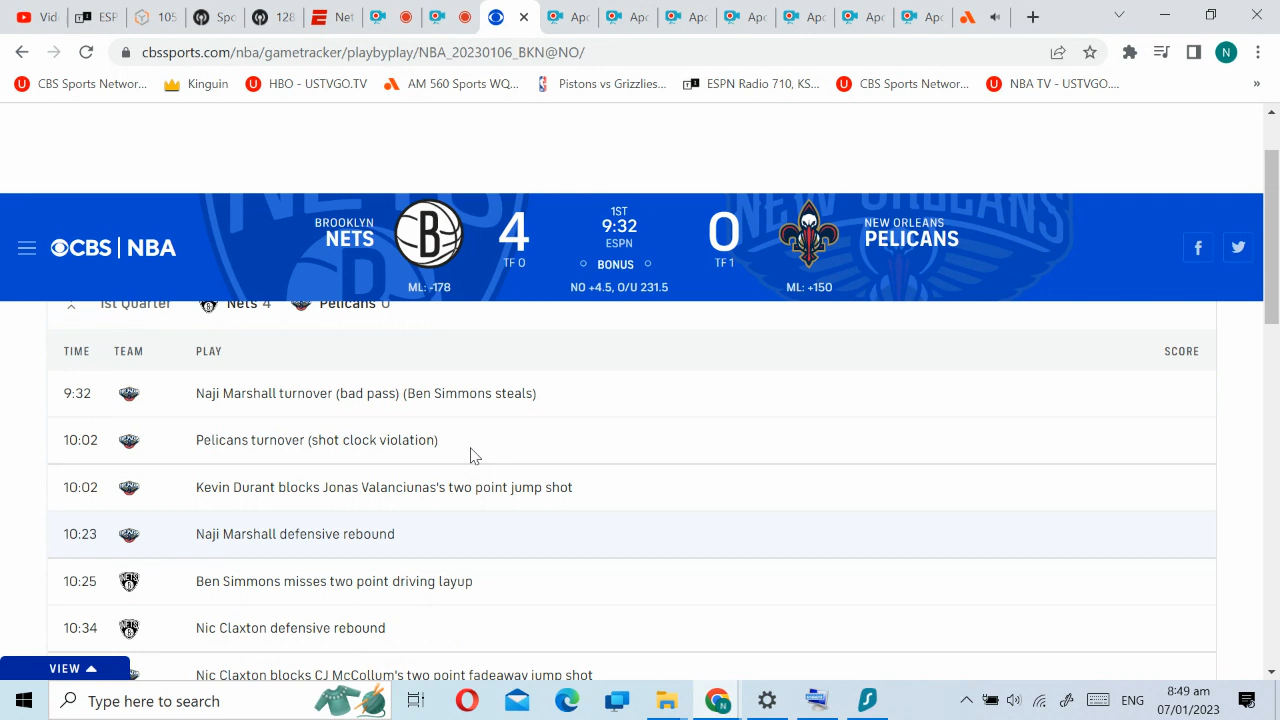 Vid
ESP
105
Spo
128
Net
Apo
Apo
Apo
Apo
Apo
Apo
Apo
cbssports.com/nba/gametracker/playbyplay/NBA_20230106_BKN@NO/
N
CBS Sports Networ...
Kinguin
HBO - USTVGO.TV
AM 560 Sports WQ...
Pistons vs Grizzlies...
ESPN Radio 710, KS...
CBS Sports Networ...
NBA TV - USTVGO....
»
CBS | NBA
BROOKLYN
NETS
B
4
TF 0
ML: -178
1ST
9:32
ESPN
BONUS
NO +4.5, O/U 231.5
0
TF 1
NEW ORLEANS
PELICANS
ML: +150
1st Quarter Nets 4 Pelicans 0
TIME TEAM PLAY SCORE
9:32 Naji Marshall turnover (bad pass) (Ben Simmons steals)
10:02 Pelicans turnover (shot clock violation)
10:02 Kevin Durant blocks Jonas Valanciunas's two point jump shot
10:23 Naji Marshall defensive rebound
10:25 Ben Simmons misses two point driving layup
10:34 Nic Claxton defensive rebound
Nic Claxton blocks CJ McCollum's two point fadeaway jump shot
VIEW
Type here to search
ENG
8:49 am
07/01/2023